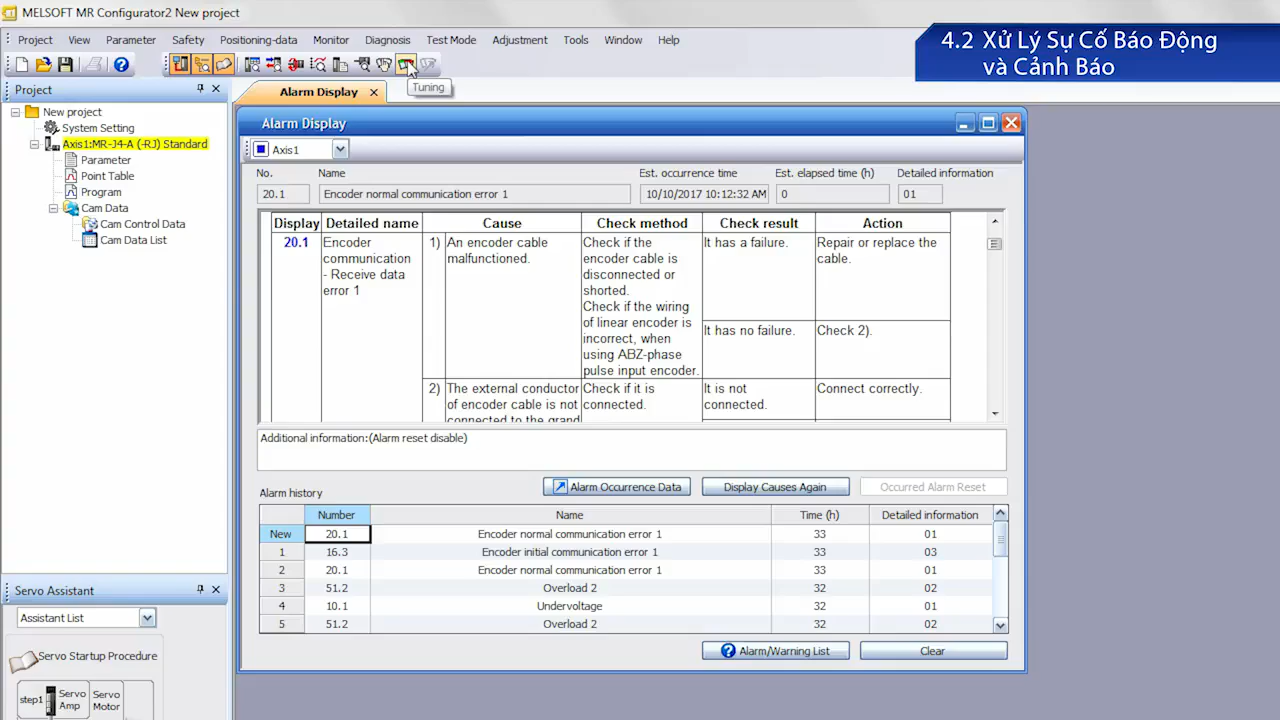 MELSOFT MR Configurator2 New project
Project View Parameter Safety Positioning-data Monitor Diagnosis Test Mode Adjustment Tools Window Help
4.2 Xử Lý Sự Cố Báo Động
và Cảnh Báo
Tuning
Project
Alarm Display
New project
System Setting
Axis1:MR-J4-A (-RJ) Standard
Parameter
Point Table
Program
Cam Data
Cam Control Data
Cam Data List
Alarm Display
Axis1
No. Name Est. occurrence time Est. elapsed time (h) Detailed information
20.1 Encoder normal communication error 1 10/10/2017 10:12:32 AM 0 01
Display Detailed name Cause Check method Check result Action
20.1 Encoder 1) An encoder cable Check if the It has a failure. Repair or replace the
communication malfunctioned. encoder cable is cable.
- Receive data disconnected or
error 1 shorted.
Check if the wiring
of linear encoder is
It has no failure. Check 2).
incorrect, when
using ABZ-phase
pulse input encoder.
2) The external conductor Check if it is It is not Connect correctly.
of encoder cable is not connected. connected.
connected to the grand
Additional information:(Alarm reset disable)
Alarm Occurrence Data Display Causes Again Occurred Alarm Reset
Alarm history
Number Name Time (h) Detailed information
New 20.1 Encoder normal communication error 1 33 01
1 16.3 Encoder initial communication error 1 33 03
2 20.1 Encoder normal communication error 1 33 01
3 51.2 Overload 2 32 02
4 10.1 Undervoltage 32 01
5 51.2 Overload 2 32 02
Alarm/Warning List Clear
Servo Assistant
Assistant List
Servo Startup Procedure
step1 Servo Amp Servo Motor